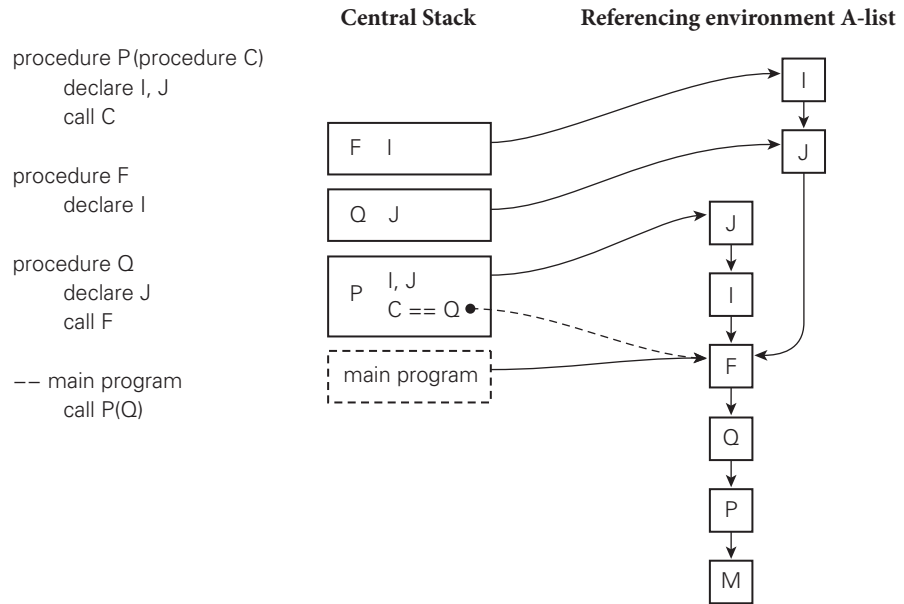 Central Stack
Referencing environment A-list
procedure P(procedure C)
declare I, J
call C
procedure F
declare I
procedure Q
declare J
call F
−− main program
call P(Q)
F I
Q J
P
I, J
C == Q
main program
I
J
J
I
F
Q
P
M